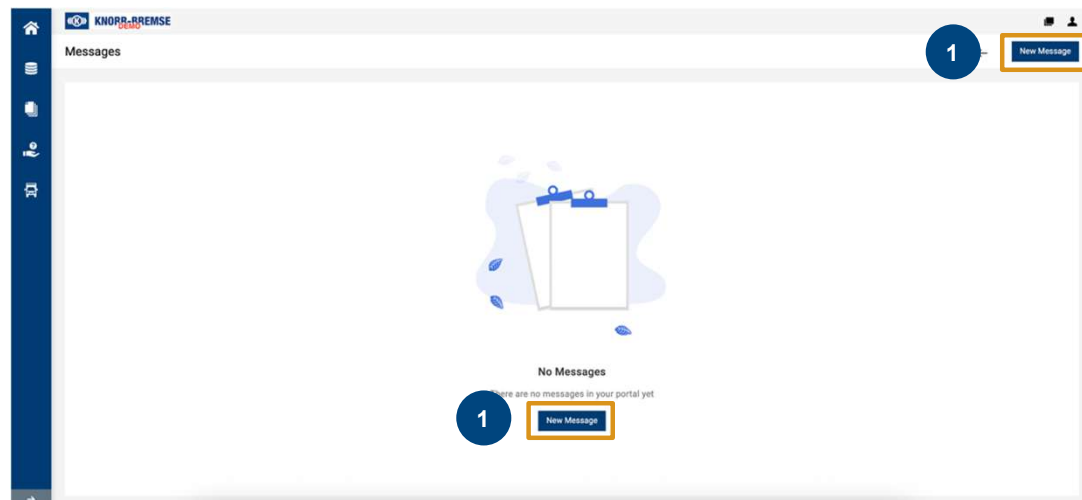 KNORR-BREMSE
DEMO
Messages
1
New Message
No Messages
There are no messages in your portal yet
1
New Message